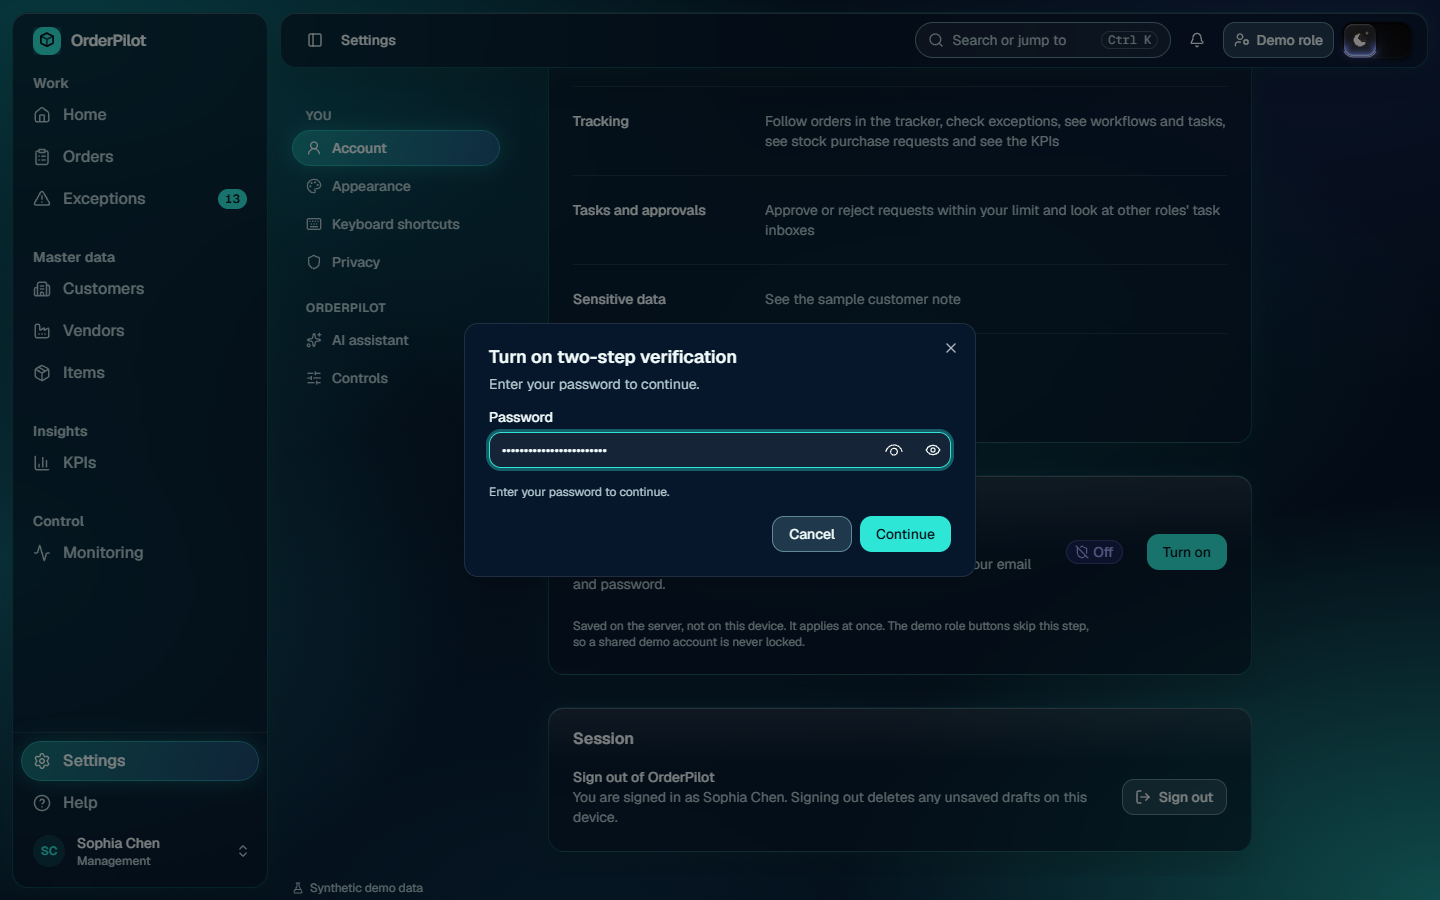 OrderPilot
Work
Home
Orders
Exceptions
13
Master data
Customers
Vendors
Items
Insights
KPIs
Control
Monitoring
Settings
Help
SC
Sophia Chen
Management
Settings
Search or jump to
Ctrl K
Demo role
YOU
Account
Appearance
Keyboard shortcuts
Privacy
ORDERPILOT
AI assistant
Controls
Tracking
Follow orders in the tracker, check exceptions, see workflows and tasks,
see stock purchase requests and see the KPIs
Tasks and approvals
Approve or reject requests within your limit and look at other roles' task
inboxes
Sensitive data
See the sample customer note
Turn on two-step verification
Enter your password to continue.
Password
Enter your password to continue.
Cancel
Continue
our email
and password.
Off
Turn on
Saved on the server, not on this device. It applies at once. The demo role buttons skip this step,
so a shared demo account is never locked.
Session
Sign out of OrderPilot
You are signed in as Sophia Chen. Signing out deletes any unsaved drafts on this
device.
Sign out
Synthetic demo data